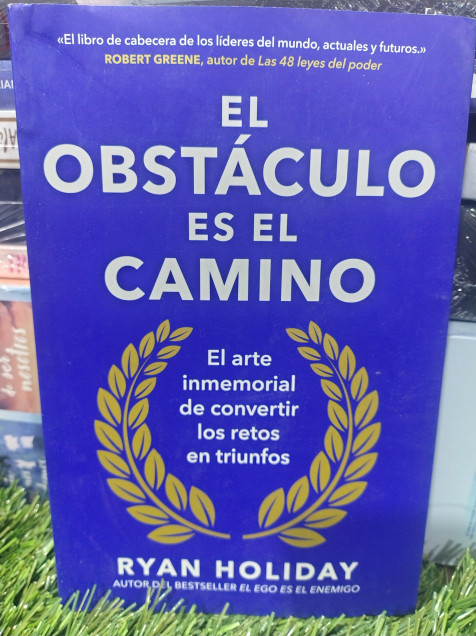 «El libro de cabecera de los líderes del mundo, actuales y futuros.»
ROBERT GREENE, autor de Las 48 leyes del poder
EL
OBSTÁCULO
ES EL
CAMINO
El arte
inmemorial
de convertir
los retos
en triunfos
RYAN HOLIDAY
AUTOR DEL BESTSELLER EL EGO ES EL ENEMIGO